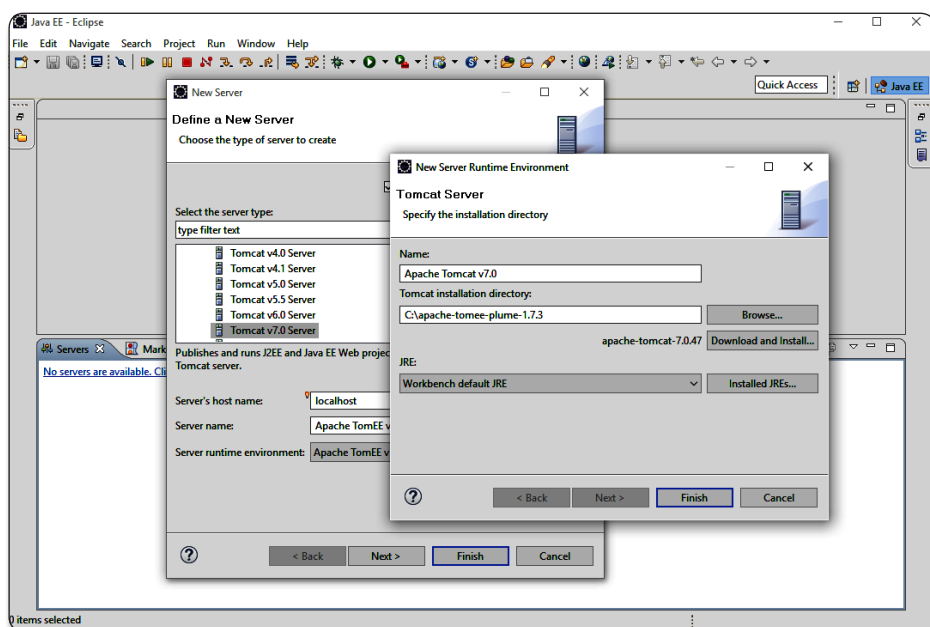 Java EE - Eclipse
File Edit Navigate Search Project Run Window Help
Quick Access
Java EE
New Server
Define a New Server
Choose the type of server to create
Select the server type:
type filter text
Tomcat v4.0 Server
Tomcat v4.1 Server
Tomcat v5.0 Server
Tomcat v5.5 Server
Tomcat v6.0 Server
Tomcat v7.0 Server
Publishes and runs J2EE and Java EE Web projec
Tomcat server.
Server's host name: localhost
Server name: Apache TomEE v
Server runtime environment: Apache TomEE v
? < Back Next > Finish Cancel
New Server Runtime Environment
Tomcat Server
Specify the installation directory
Name:
Apache Tomcat v7.0
Tomcat installation directory:
C:\apache-tomee-plume-1.7.3 Browse...
apache-tomcat-7.0.47 Download and Install...
JRE:
Workbench default JRE Installed JREs...
? < Back Next > Finish Cancel
Servers Mark
No servers are available. Cli
0 items selected